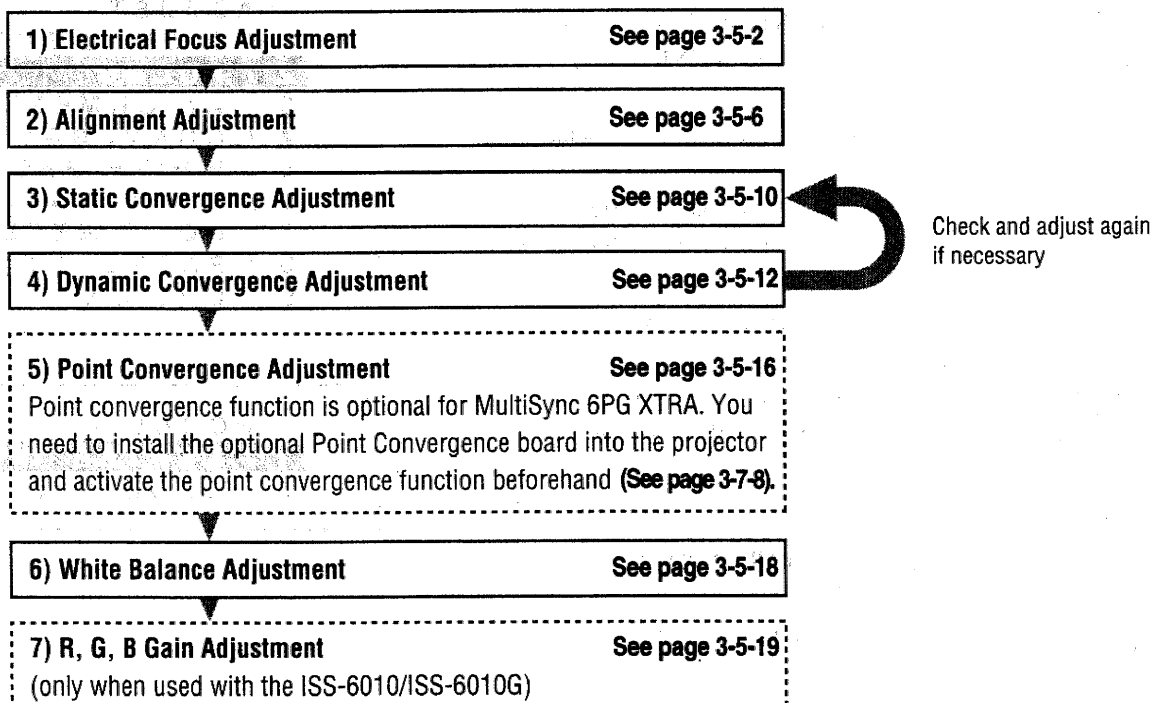 1) Electrical Focus Adjustment See page 3-5-2
2) Alignment Adjustment See page 3-5-6
3) Static Convergence Adjustment See page 3-5-10
Check and adjust again
if necessary
4) Dynamic Convergence Adjustment See page 3-5-12
5) Point Convergence Adjustment See page 3-5-16
Point convergence function is optional for MultiSync 6PG XTRA. You
need to install the optional Point Convergence board into the projector
and activate the point convergence function beforehand (See page 3-7-8).
6) White Balance Adjustment See page 3-5-18
7) R, G, B Gain Adjustment See page 3-5-19
(only when used with the ISS-6010/ISS-6010G)